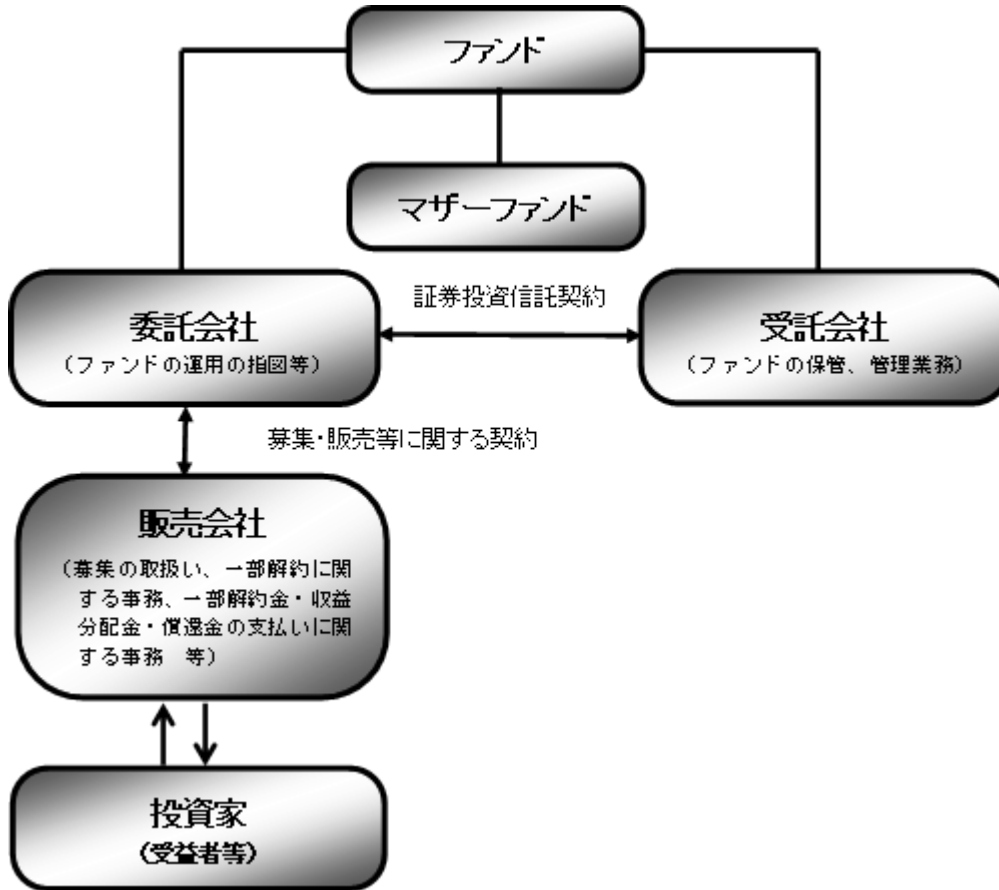 ファンド
マザーファンド
証券投資信託契約
委託会社
(ファンドの運用の指図等)
受託会社
(ファンドの保管、管理業務)
募集・販売等に関する契約
販売会社
(募集の取扱い、一部解約に関
する事務、一部解約金・収益
分配金・償還金の支払いに関
する事務　等)
投資家
(受益者等)